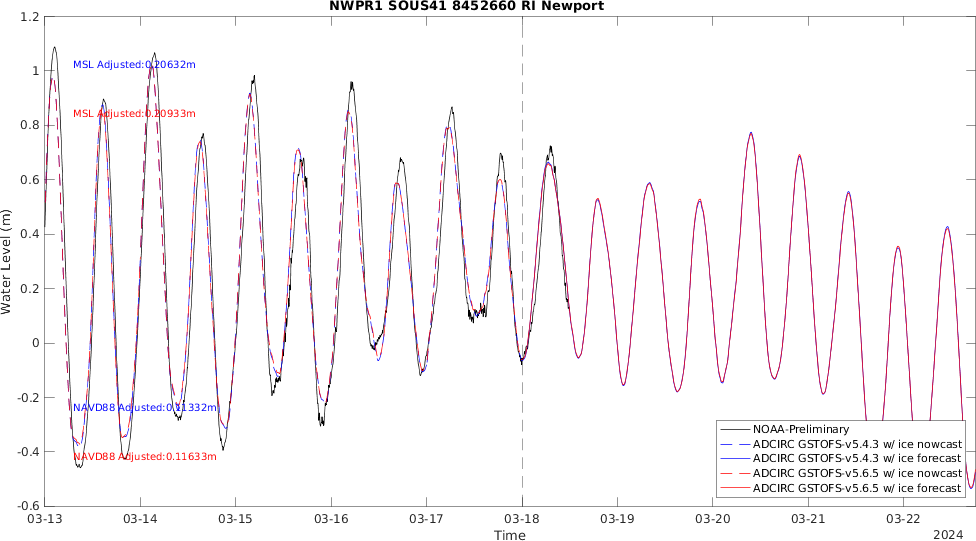 NWPR1 SOUS41 8452660 RI Newport
1.2
1
0.8
0.6
0.4
0.2
0
-0.2
-0.4
-0.6
Water Level (m)
MSL Adjusted:0.20632m
MSL Adjusted:0.20933m
NAVD88 Adjusted:0.11332m
NAVD88 Adjusted:0.11633m
NOAA-Preliminary
ADCIRC GSTOFS-v5.4.3 w/ ice nowcast
ADCIRC GSTOFS-v5.4.3 w/ ice forecast
ADCIRC GSTOFS-v5.6.5 w/ ice nowcast
ADCIRC GSTOFS-v5.6.5 w/ ice forecast
03-13 03-14 03-15 03-16 03-17 03-18 03-19 03-20 03-21 03-22
Time
2024